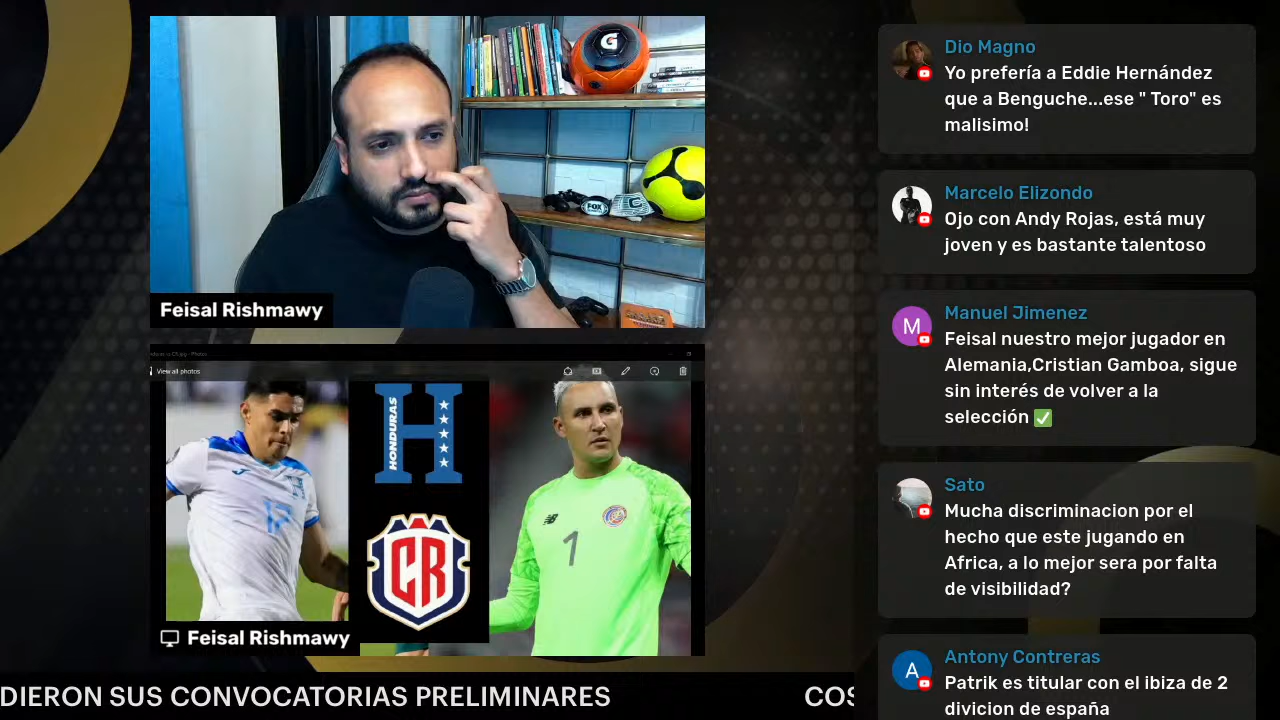 G
FOX
Feisal Rishmawy
View all photos
HONDURAS
H
17
CR
1
Feisal Rishmawy
DIERON SUS CONVOCATORIAS PRELIMINARES
COS
Dio Magno
Yo prefería a Eddie Hernández
que a Benguche...ese " Toro" es
malisimo!
Marcelo Elizondo
Ojo con Andy Rojas, está muy
joven y es bastante talentoso
M
Manuel Jimenez
Feisal nuestro mejor jugador en
Alemania,Cristian Gamboa, sigue
sin interés de volver a la
selección ✅
Sato
Mucha discriminacion por el
hecho que este jugando en
Africa, a lo mejor sera por falta
de visibilidad?
A
Antony Contreras
Patrik es titular con el ibiza de 2
divicion de españa